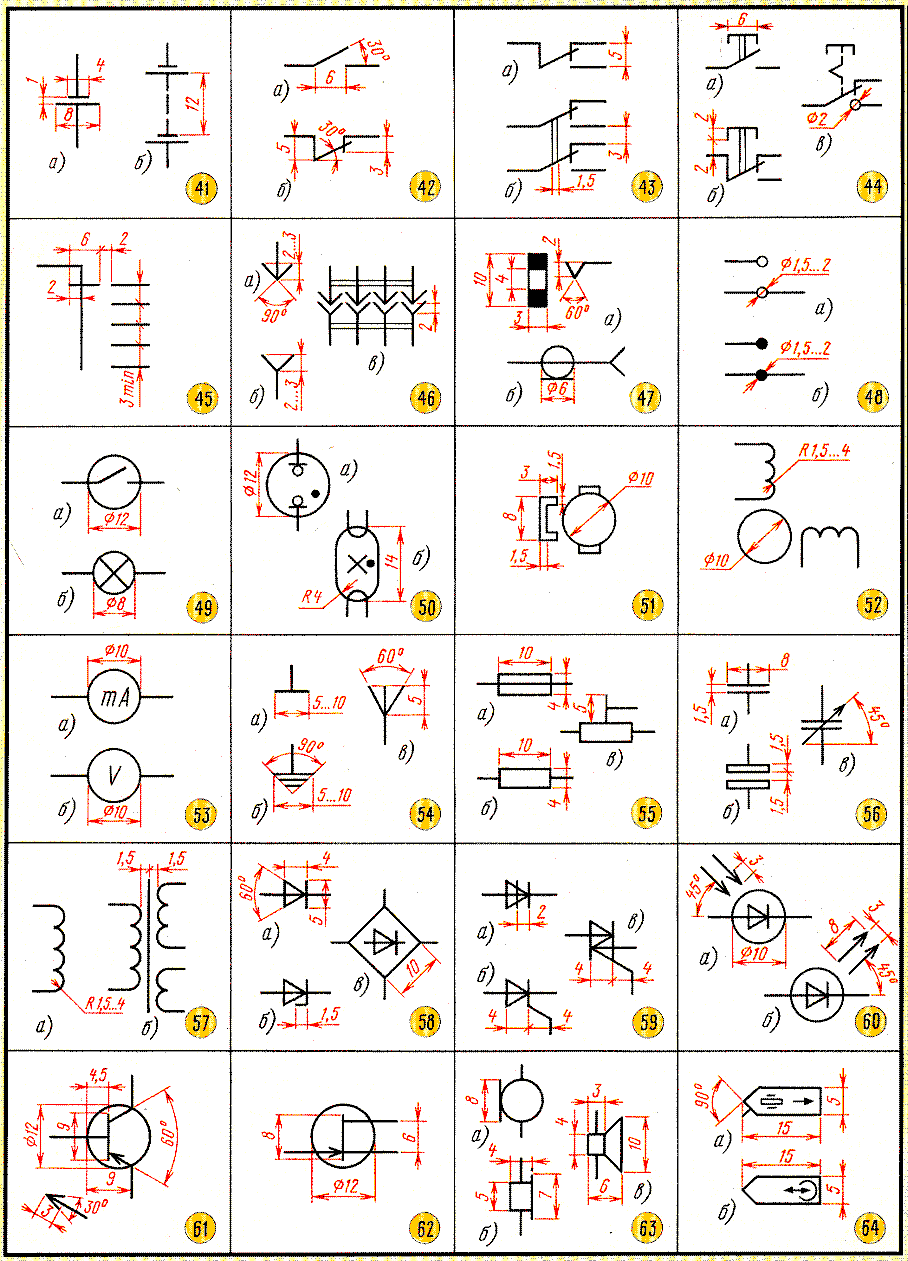 1 4 8 12 а) б) 41
30° 6 а) 5 30° 3 б) 42
5 а) 3 1,5 б) 43
6 а) 2 2 б) Ф2 в) 44
6 2 2 3 min 45
а) 2...3 90° б) 2...3 в) 2 46
10 4 3 2 60° а) Ф6 б) 47
Ф1,5...2 а) Ф1,5...2 б) 48
а) Ф12 б) Ф8 49
Ф12 а) R4 14 б) 50
3 1,5 8 1,5 Ф10 51
R1,5...4 Ф10 52
Ф10 mA а) V б) Ф10 53
а) 5...10 90° б) 5...10 60° 5 в) 54
10 а) 4 5 в) 10 б) 4 55
8 1,5 а) 1,5 1,5 б) 45° в) 56
а) R1,5...4 1,5 1,5 б) 57
60° 4 5 а) б) 1,5 в) 10 58
а) 2 б) 4 4 в) 4 4 59
45° 3 а) Ф10 8 3 45° б) 60
4,5 Ф12 9 9 60° 3 30° 61
8 6 Ф12 62
8 а) 4 5 7 б) 3 4 10 6 в) 63
90° 5 а) 15 15 5 б) 64